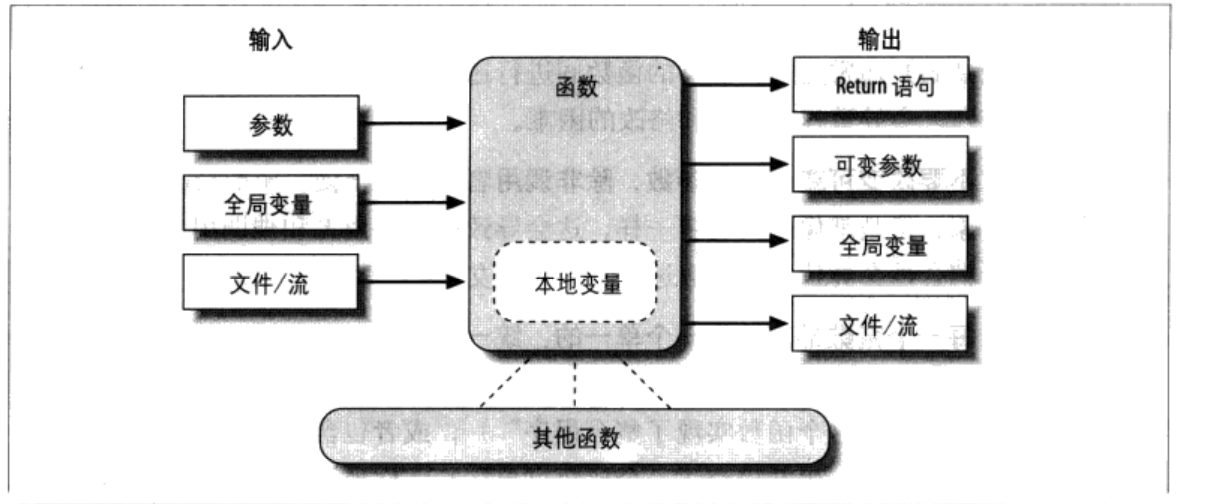 输入
输出
函数
Return 语句
参数
可变参数
全局变量
全局变量
本地变量
文件/流
文件/流
其他函数